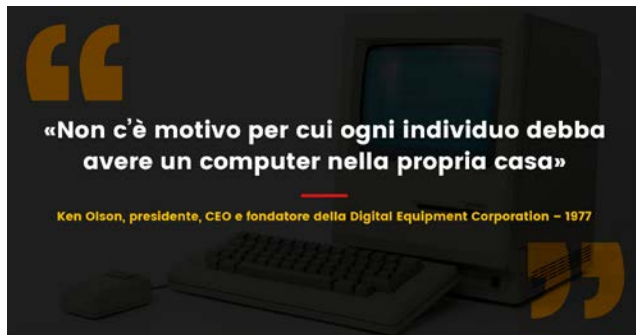 «Non c'è motivo per cui ogni individuo debba
avere un computer nella propria casa»
Ken Olson, presidente, CEO e fondatore della Digital Equipment Corporation – 1977